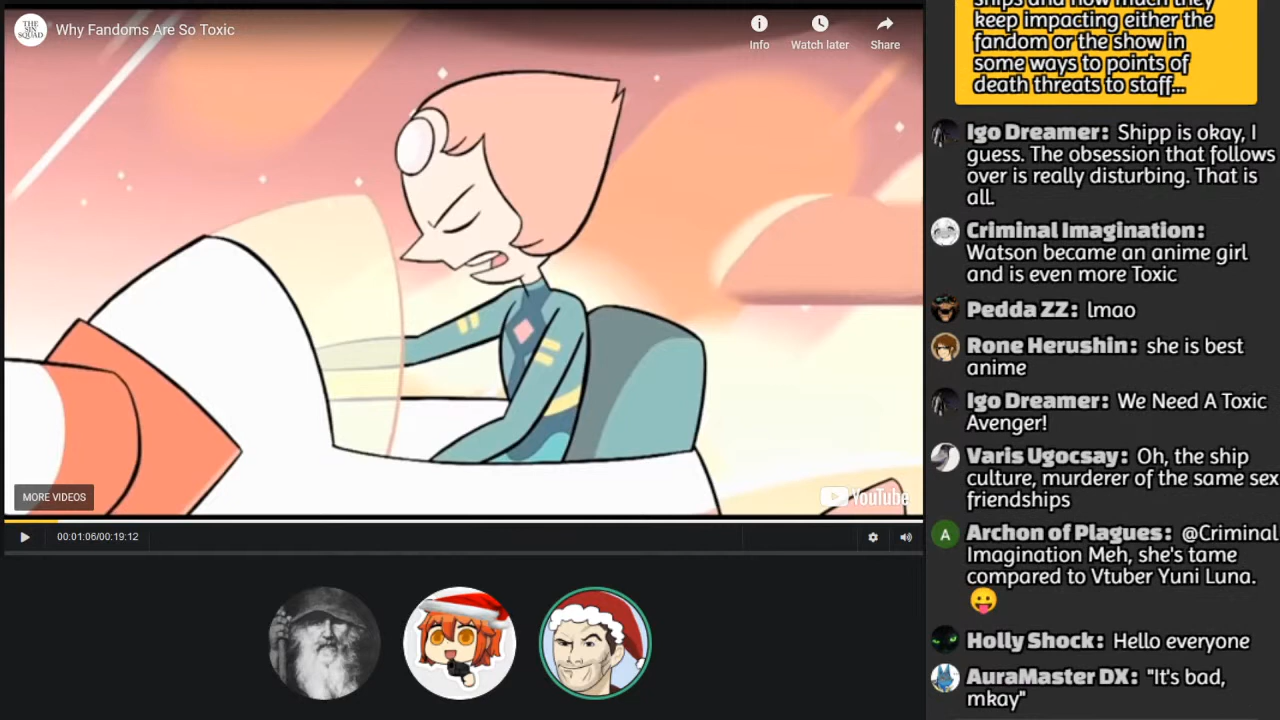 THE
SIN
SQUAD
Why Fandoms Are So Toxic
Info
Watch later
Share
MORE VIDEOS
YouTube
00:01:06/00:19:12
ships and how much they
keep impacting either the
fandom or the show in
some ways to points of
death threats to staff...
Igo Dreamer: Shipp is okay, I
guess. The obsession that follows
over is really disturbing. That is
all.
Criminal Imagination:
Watson became an anime girl
and is even more Toxic
Pedda ZZ: lmao
Rone Herushin: she is best
anime
Igo Dreamer: We Need A Toxic
Avenger!
Varis Ugocsay: Oh, the ship
culture, murderer of the same sex
friendships
A
Archon of Plagues: @Criminal
Imagination Meh, she's tame
compared to Vtuber Yuni Luna.
😛
Holly Shock: Hello everyone
AuraMaster DX: "It's bad,
mkay"